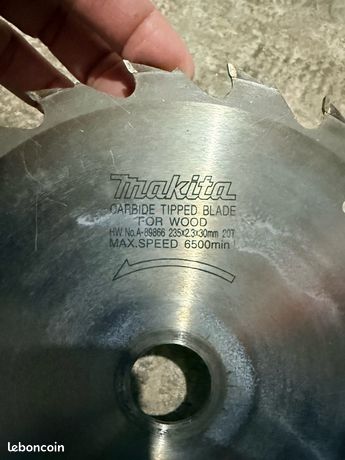 makita
CARBIDE TIPPED BLADE
FOR WOOD
HW. No.A-89866 235x2.3x30mm 20T
MAX.SPEED 6500min
leboncoin